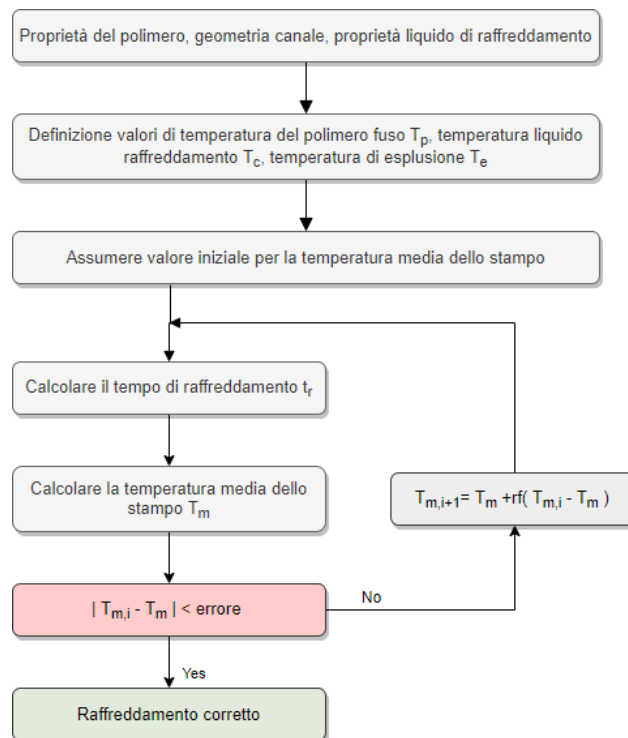 Proprietà del polimero, geometria canale, proprietà liquido di raffreddamento
Definizione valori di temperatura del polimero fuso Tp, temperatura liquido
raffreddamento Tc, temperatura di esplusione Te
Assumere valore iniziale per la temperatura media dello stampo
Calcolare il tempo di raffreddamento tr
Calcolare la temperatura media dello
stampo Tm
Tm,i+1= Tm +rf( Tm,i - Tm )
| Tm,i - Tm | < errore
No
Yes
Raffreddamento corretto